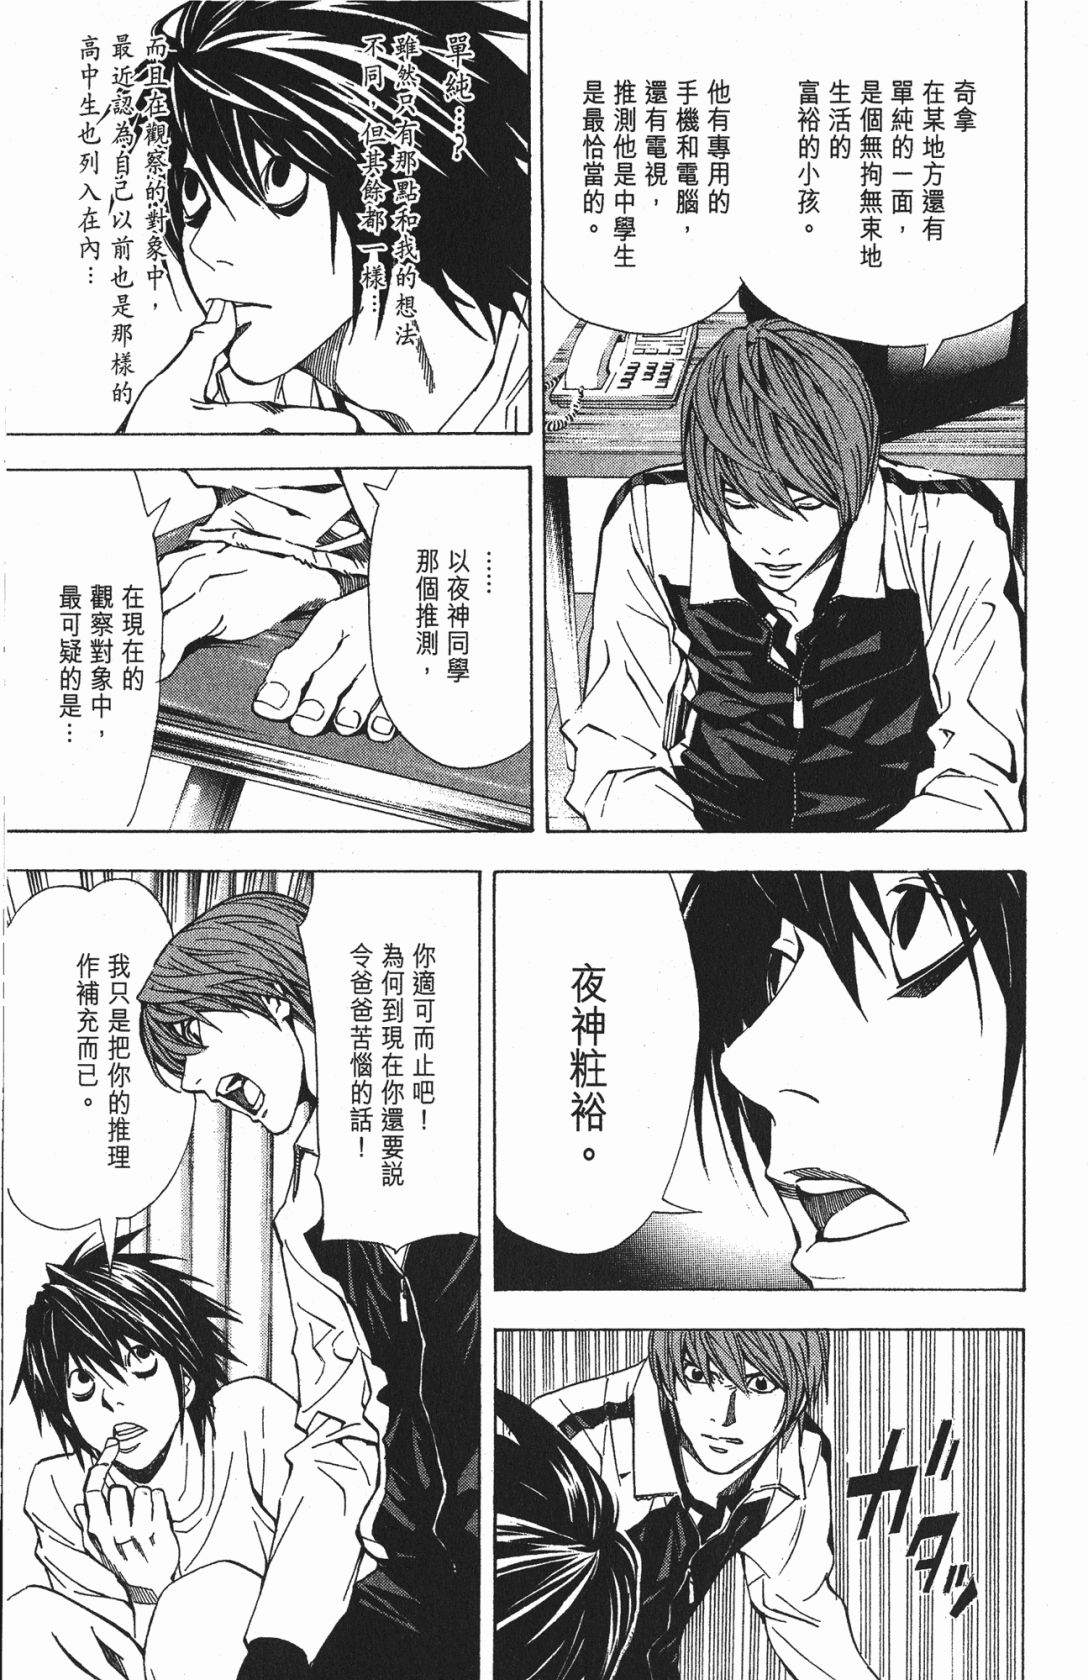 奇拿
在某地方還有
單純的一面，
是個無拘無束地
生活的
富裕的小孩。
他有專用的
手機和電腦，
還有電視，
推測他是中學生
是最恰當的。
單純…？
雖然只有那點和我的想法
不同，但其餘都一樣…
而且在觀察的對象中，
最近認為自己以前也是那樣的
高中生也列入在內…
……
以夜神同學
那個推測，
在現在的
觀察對象中，
最可疑的是…
夜神粧裕。
ガタッ
你適可而止吧！
為何到現在你還要說
令爸爸苦惱的話！
我只是把你的推理
作補充而已。